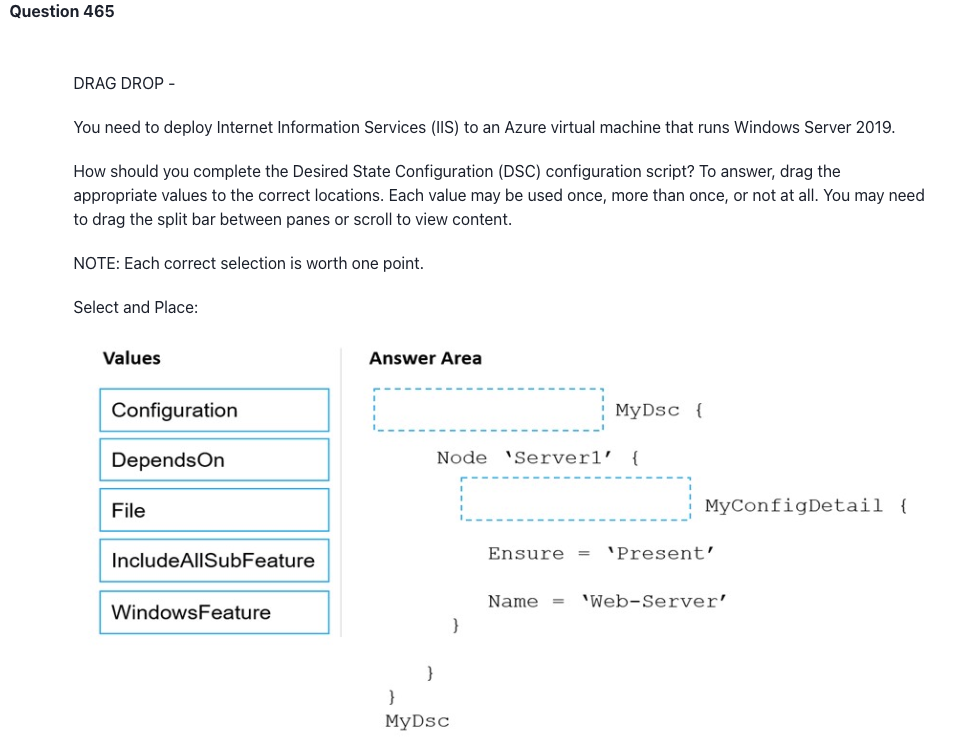 Question 465
DRAG DROP -
You need to deploy Internet Information Services (IIS) to an Azure virtual machine that runs Windows Server 2019.
How should you complete the Desired State Configuration (DSC) configuration script? To answer, drag the
appropriate values to the correct locations. Each value may be used once, more than once, or not at all. You may need
to drag the split bar between panes or scroll to view content.
NOTE: Each correct selection is worth one point.
Select and Place:
Values
Configuration
DependsOn
File
IncludeAllSubFeature
WindowsFeature
Answer Area
MyDsc {
Node ‘Server1’ {
MyConfigDetail {
Ensure = ‘Present’
Name = ‘Web-Server’
}
}
}
MyDsc